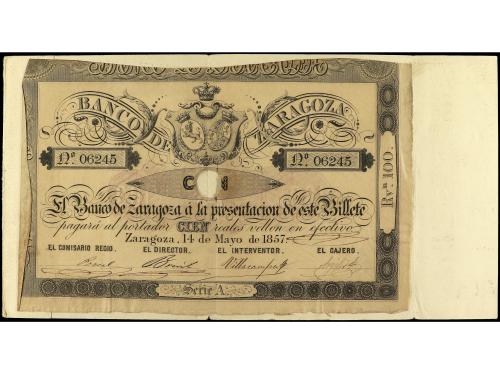 BANCO DE ZARAGOZA
Nº 06245
Nº 06245
C N
El Banco de Zaragoza á la presentacion de este Billete
pagará al portador CIEN reales vellon en efectivo
Zaragoza, 14 de Mayo de 1857.
EL COMISARIO REGIO. EL DIRECTOR. EL INTERVENTOR. EL CAJERO.
Villacampa
Serie A.
Rvn. 100.